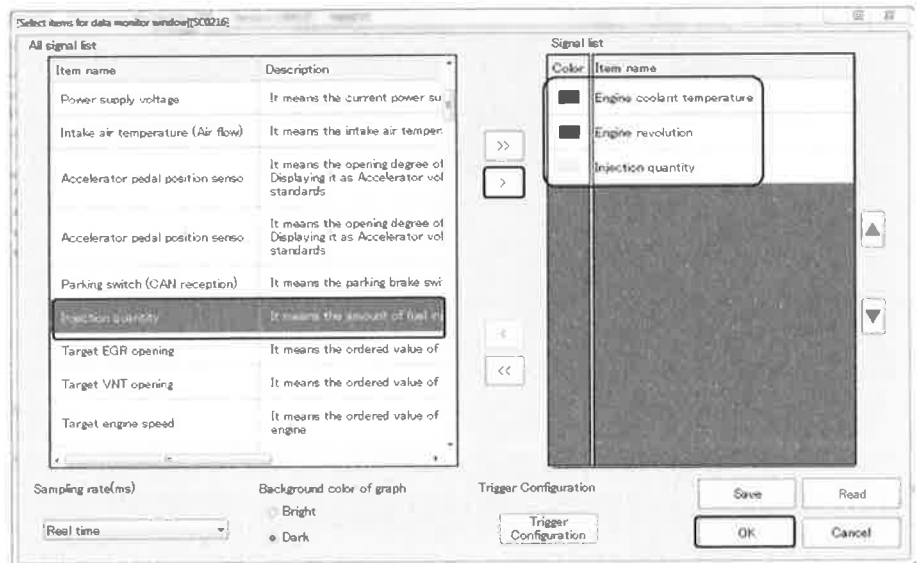 [Select items for data monitor window][SC0216]
All signal list
Item name Description
Power supply voltage It means the current power su
Intake air temperature (Air flow) It means the intake air temper
Accelerator pedal position senso It means the opening degree of
Displaying it as Accelerator vol
standards
Accelerator pedal position senso It means the opening degree of
Displaying it as Accelerator vol
standards
Parking switch (CAN reception) It means the parking brake swi
Injection quantity It means the amount of fuel in
Target EGR opening It means the ordered value of
Target VNT opening It means the ordered value of
Target engine speed It means the ordered value of
engine
>>
>
<
<<
Signal list
Color Item name
Engine coolant temperature
Engine revolution
Injection quantity
Sampling rate(ms)
Real time
Background color of graph
Bright
Dark
Trigger Configuration
Trigger
Configuration
Save Read
OK Cancel